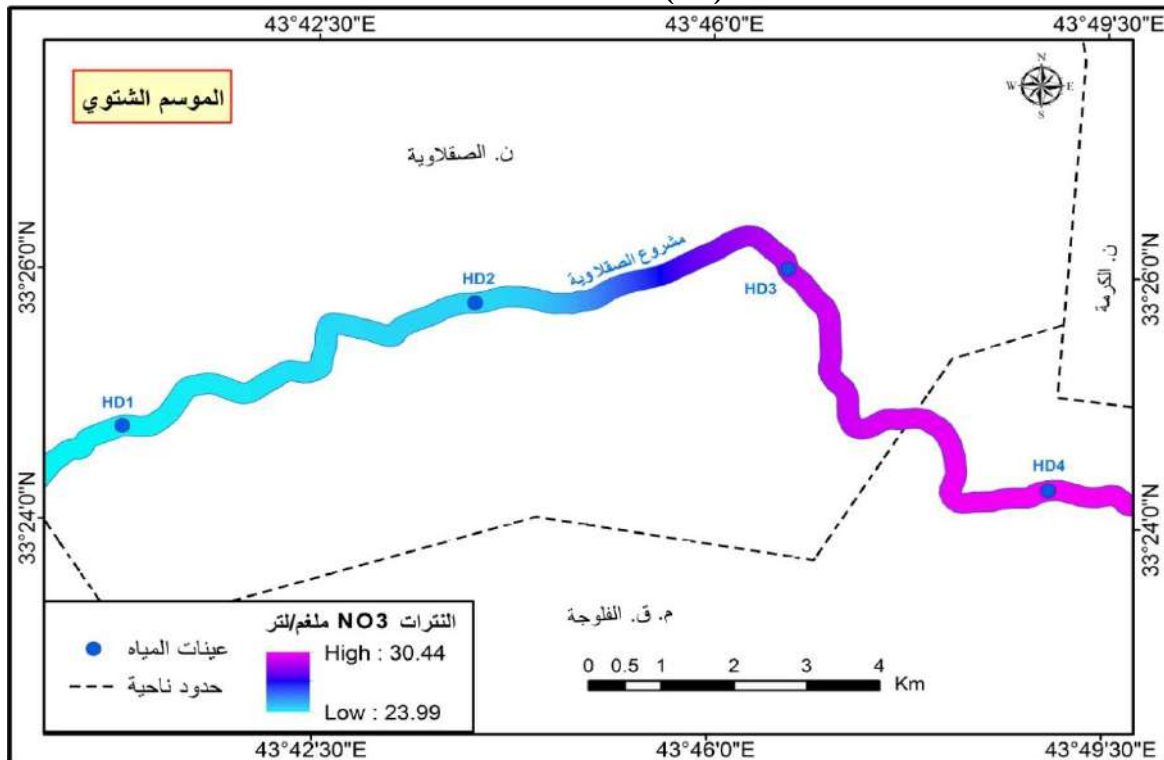 43°42'30"E
43°46'0"E
43°49'30"E
الموسم الشتوي
N
W
E
S
ن. الصقلاوية
33°26'0"N
33°26'0"N
مشروع الصقلاوية
ن. الكرمة
HD2
HD3
HD1
HD4
33°24'0"N
33°24'0"N
م. ق. الفلوجة
عينات المياه
حدود ناحية
النترات NO3 ملغم/لتر
High : 30.44
Low : 23.99
0 0.5 1 2 3 4
Km
43°42'30"E
43°46'0"E
43°49'30"E